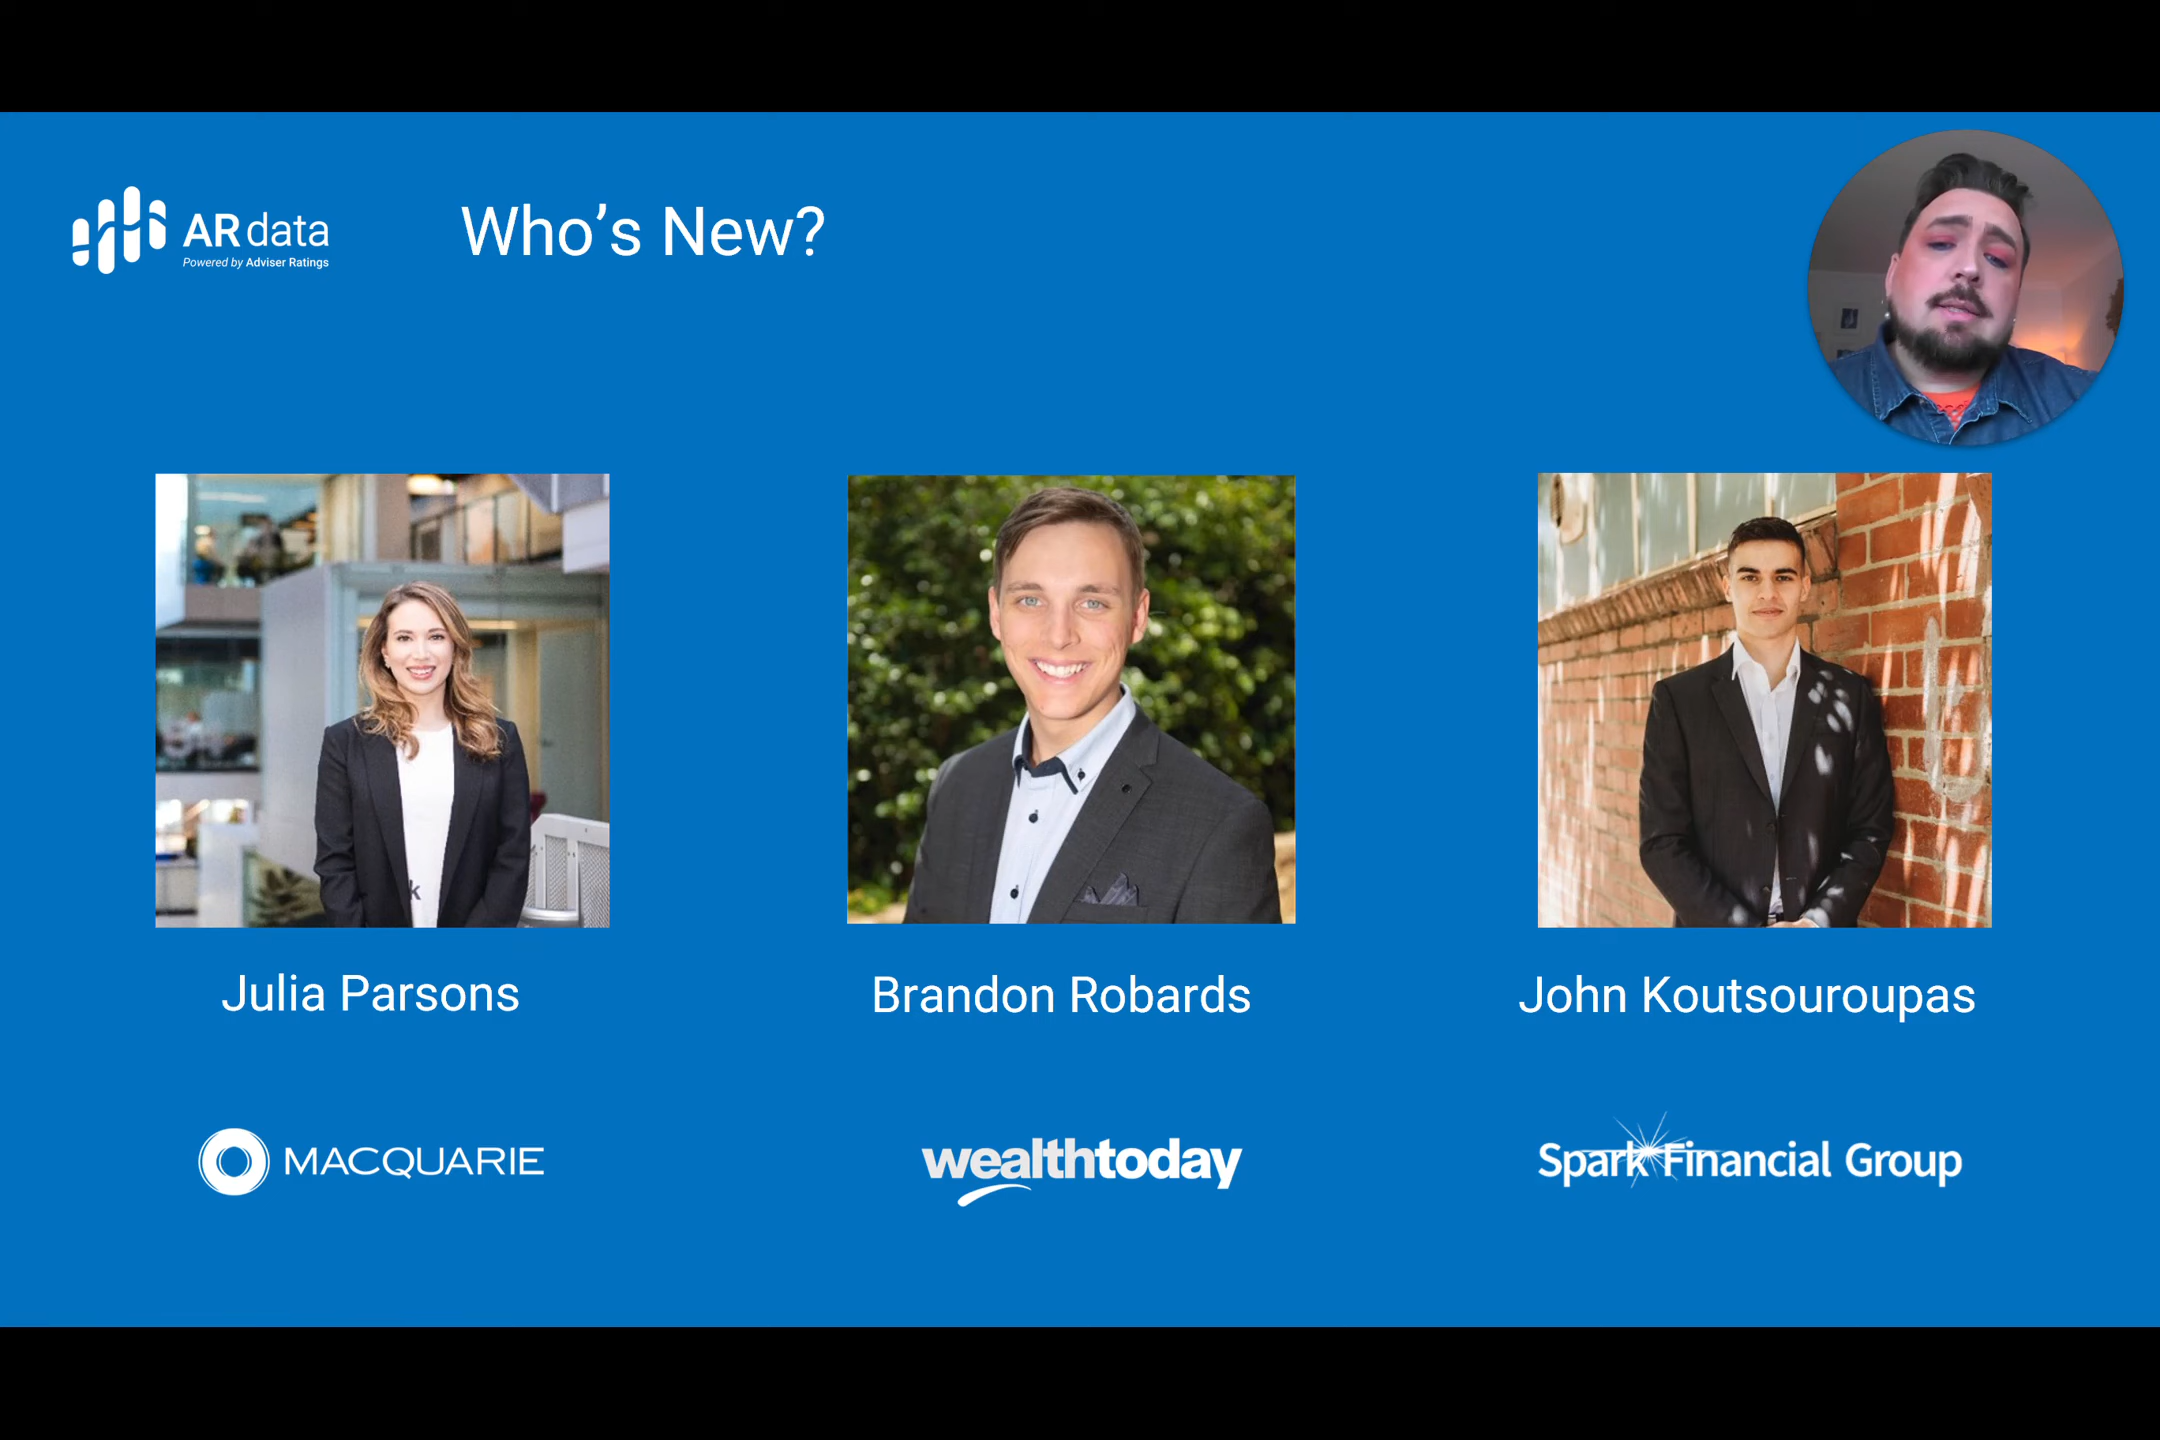 AR data
Powered by Adviser Ratings
Who's New?
k
Julia Parsons
Brandon Robards
John Koutsouroupas
MACQUARIE
wealthtoday
Spark Financial Group